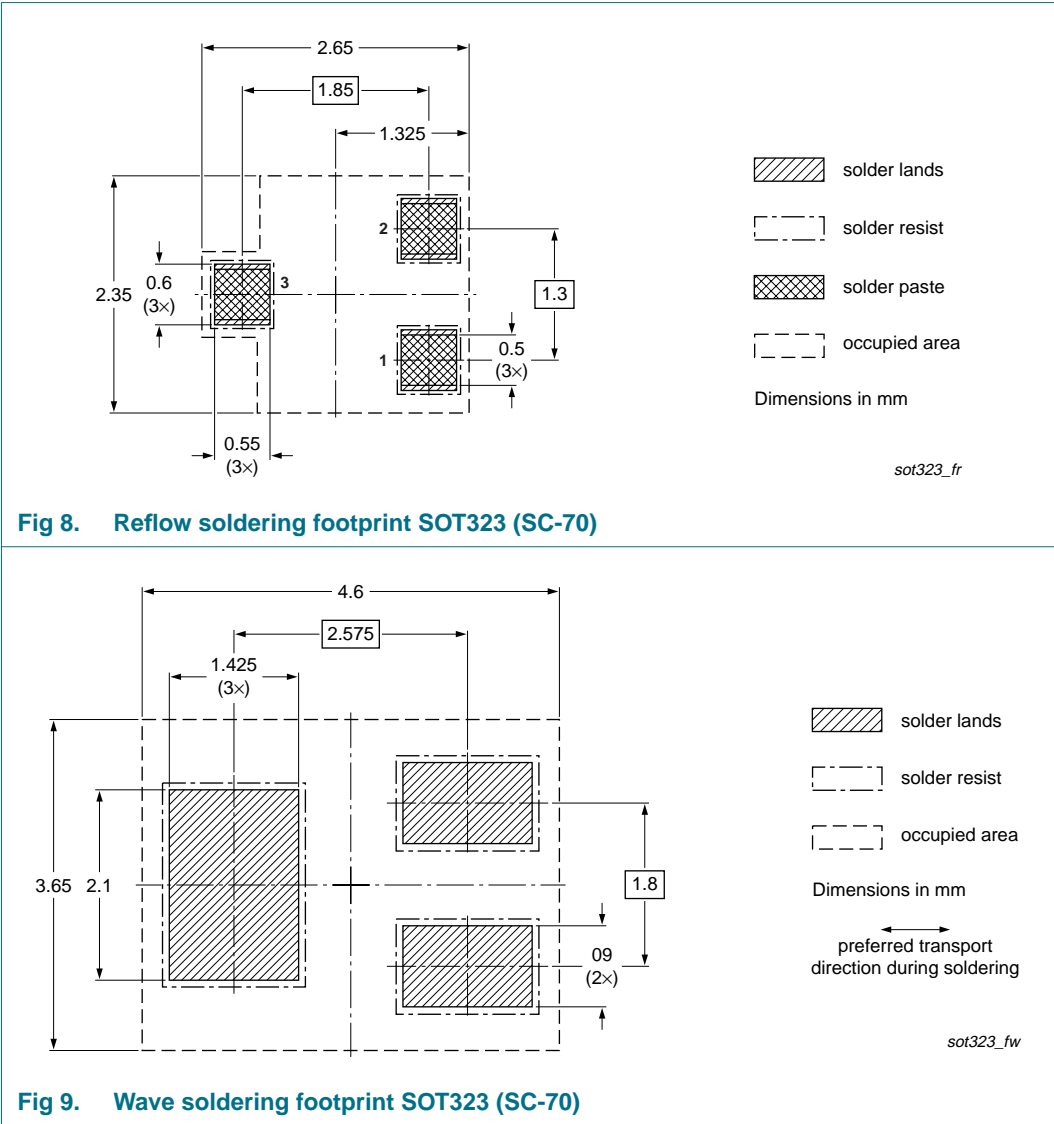 2.65
1.85
1.325
solder lands
2
solder resist
0.6
(3×)
3
2.35
1.3
solder paste
1
0.5
(3×)
occupied area
Dimensions in mm
0.55
(3×)
sot323_fr
Fig 8. Reflow soldering footprint SOT323 (SC-70)
4.6
2.575
1.425
(3×)
solder lands
solder resist
occupied area
3.65
2.1
1.8
Dimensions in mm
preferred transport
direction during soldering
09
(2×)
sot323_fw
Fig 9. Wave soldering footprint SOT323 (SC-70)